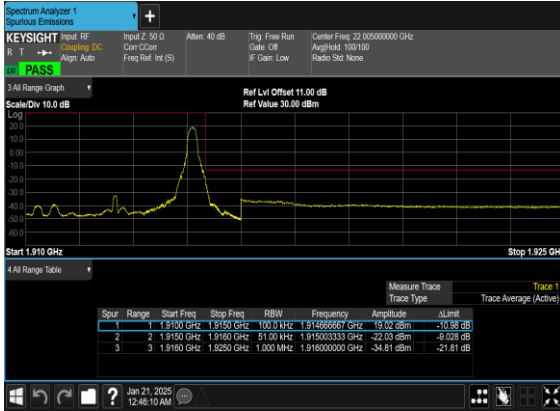 Spectrum Analyzer 1
Spurious Emissions
+
KEYSIGHT Input: RF Input Z: 50 Ω Atten: 40 dB Trig: Free Run Center Freq: 22.005000000 GHz
R T Coupling: DC Corr CCorr Gate: Off Avg|Hold: 100/100
Align: Auto Freq Ref: Int (S) IF Gain: Low Radio Std: None
PASS
3 All Range Graph
Ref Lvl Offset 11.00 dB
Scale/Div 10.0 dB Ref Value 30.00 dBm
Log
20.0
10.0
0.00
-10.0
-20.0
-30.0
-40.0
-50.0
-60.0
Start 1.910 GHz Stop 1.925 GH
4 All Range Table
Measure Trace Trace 1
Trace Type Trace Average (Active)
Spur Range Start Freq Stop Freq RBW Frequency Amplitude ΔLimit
1 1 1.9100 GHz 1.9150 GHz 100.0 kHz 1.914666667 GHz 19.02 dBm -10.98 dB
2 2 1.9150 GHz 1.9160 GHz 51.00 kHz 1.915003333 GHz -22.03 dBm -9.028 dB
3 3 1.9160 GHz 1.9250 GHz 1.000 MHz 1.916000000 GHz -34.81 dBm -21.81 dB
? Jan 21, 2025
12:46:10 AM